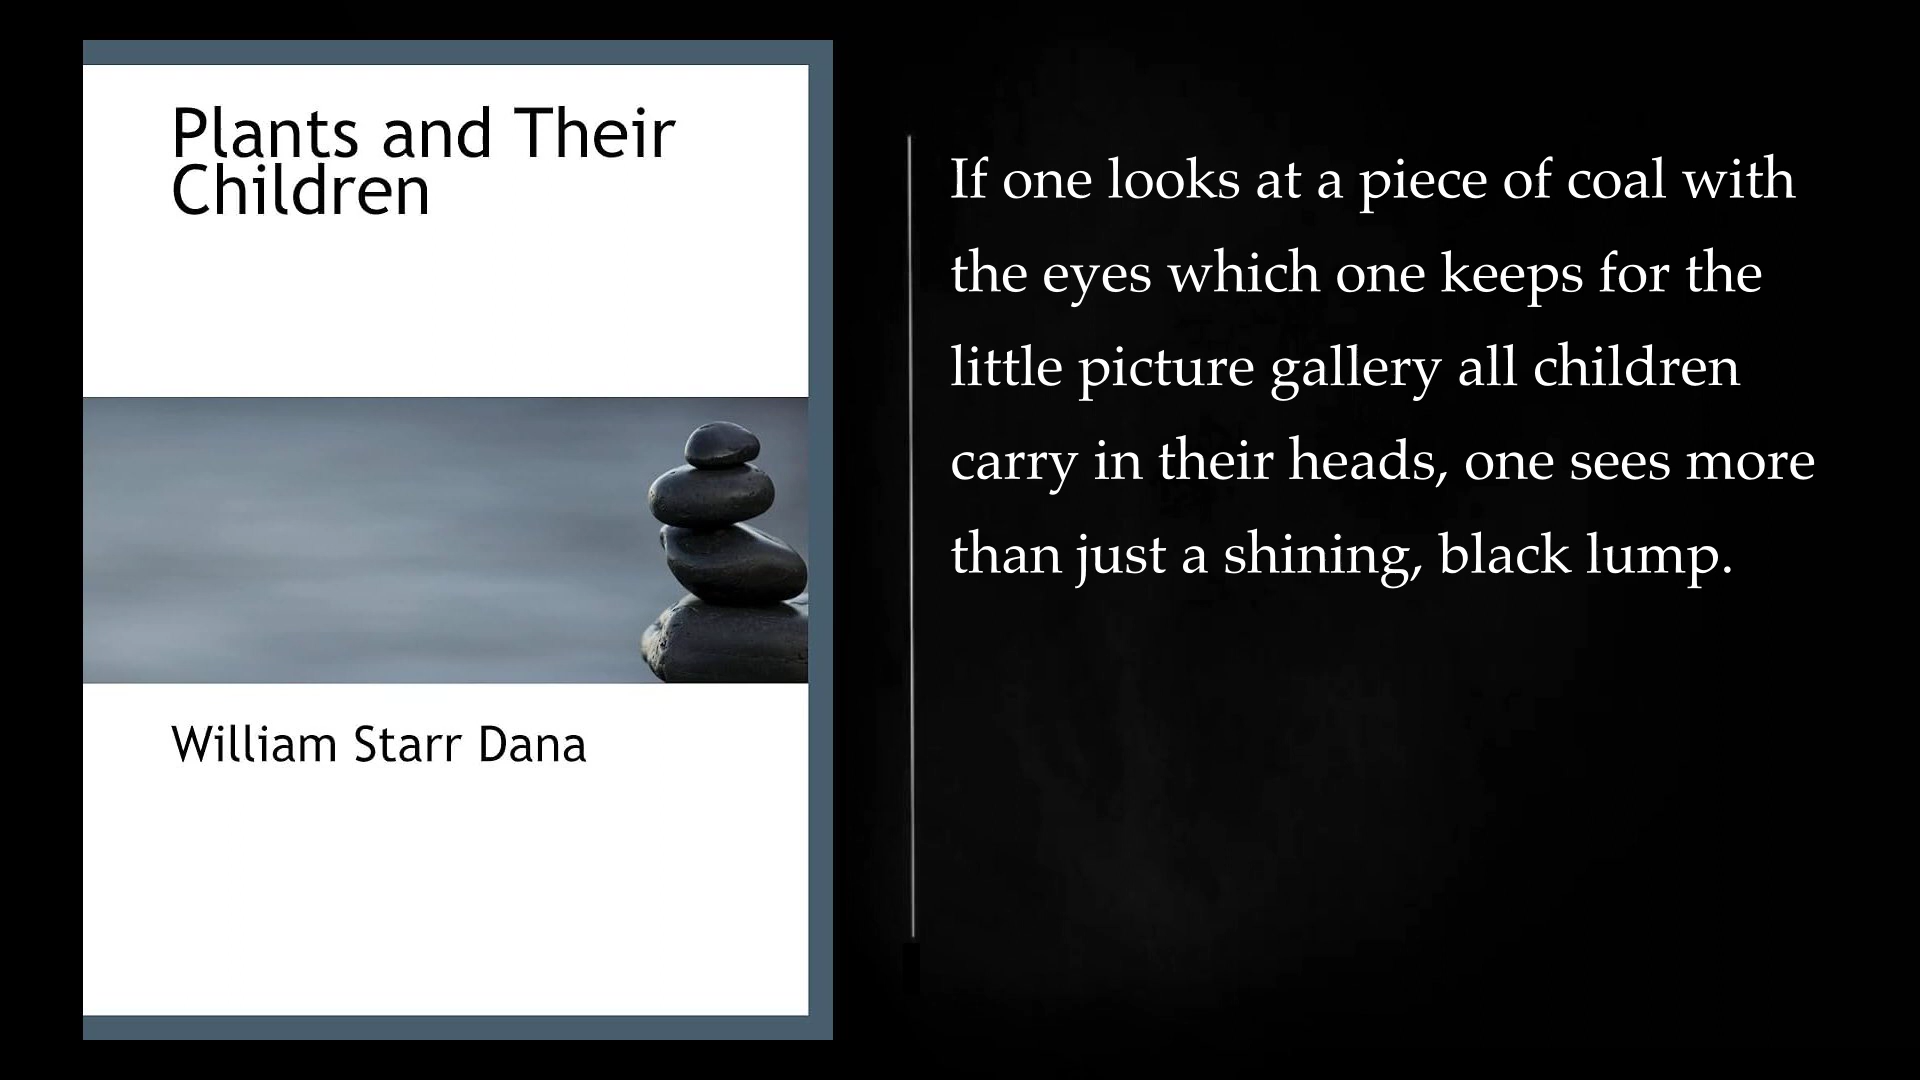 Plants and Their
Children
William Starr Dana
If one looks at a piece of coal with
the eyes which one keeps for the
little picture gallery all children
carry in their heads, one sees more
than just a shining, black lump.